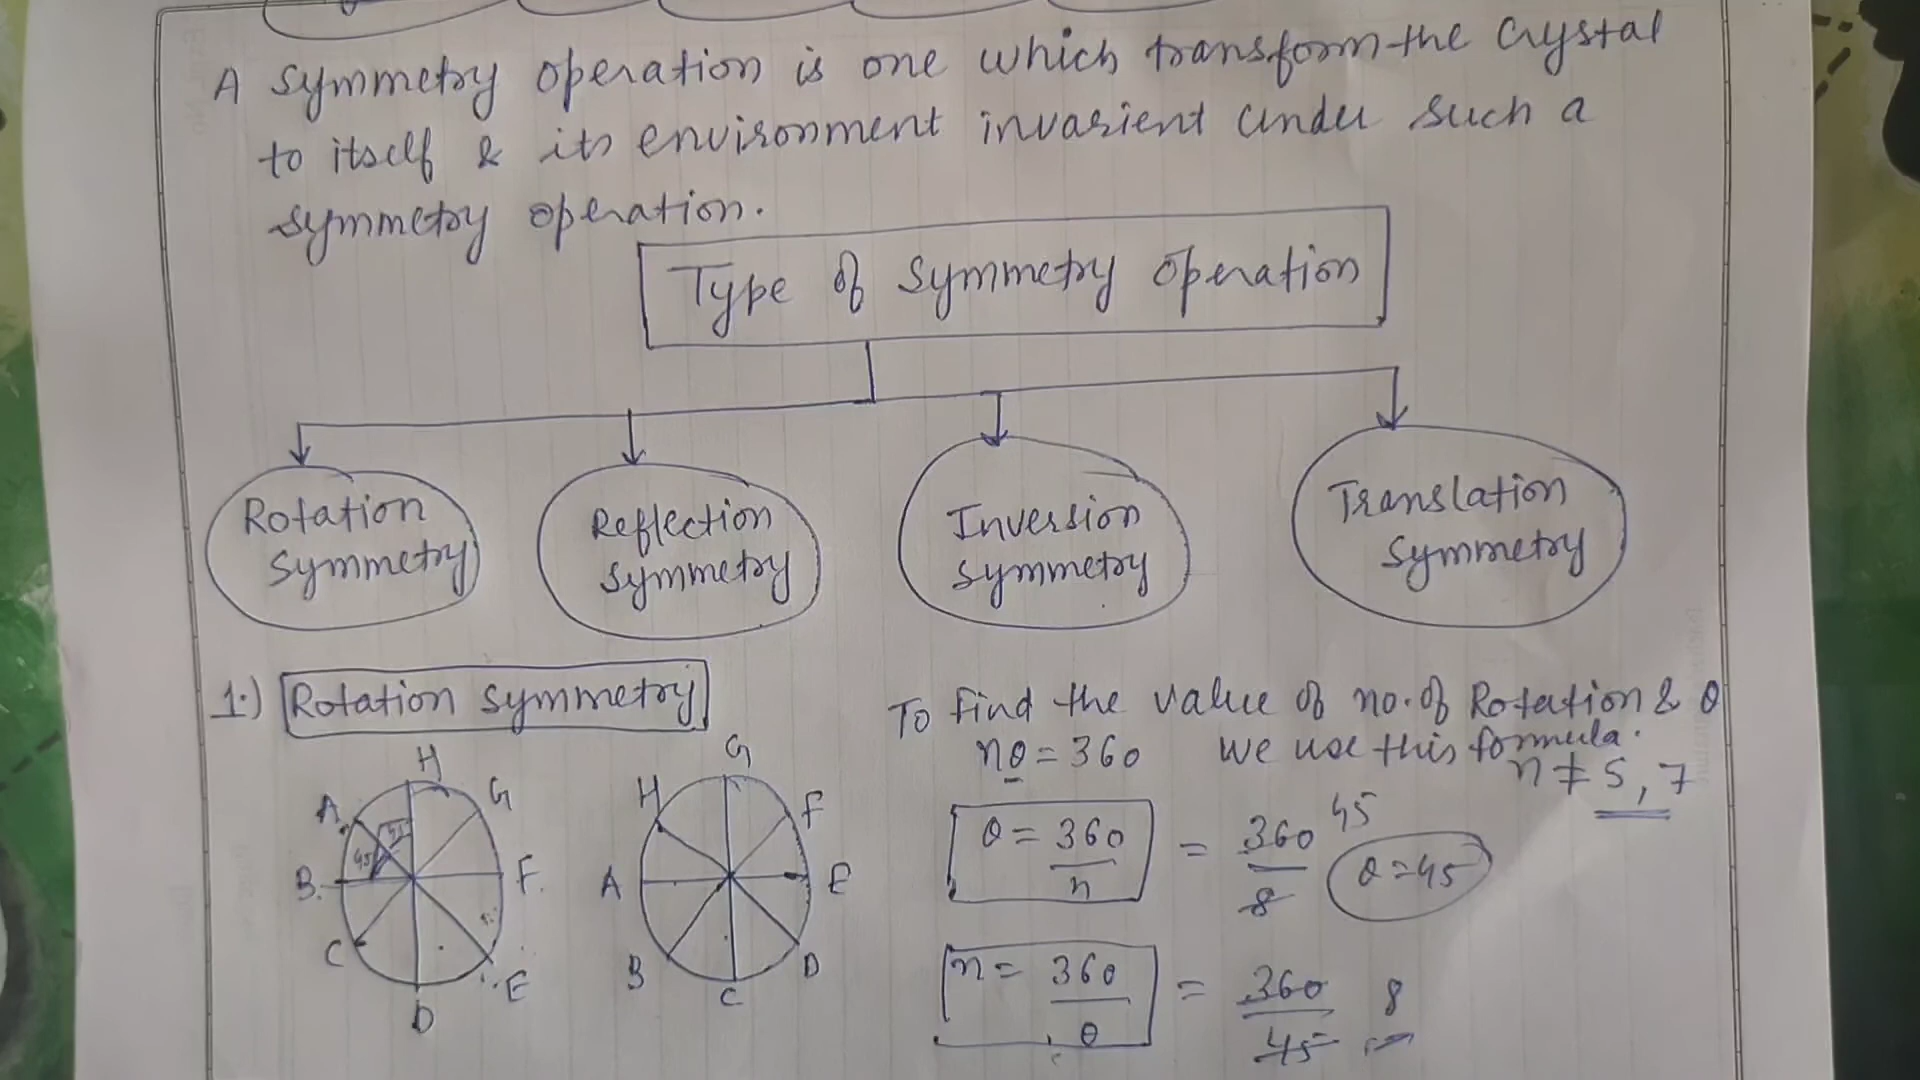 A symmetry operation is one which transform the crystal
to itself & its environment invarient under such a
symmetry operation.
Type of symmetry operation
Rotation
symmetry
Reflection
symmetry
Inversion
symmetry
Translation
symmetry
1.) Rotation symmetry
To find the value of no. of Rotation & θ
we use this formula.
nθ = 360
n ≠ 5, 7
H
A
G
B.
45
45
F.
C
E
D
G
H
F
A
E
B
D
C
θ = 360/n = 360/8 45
θ = 45
n = 360/θ = 360/45 8